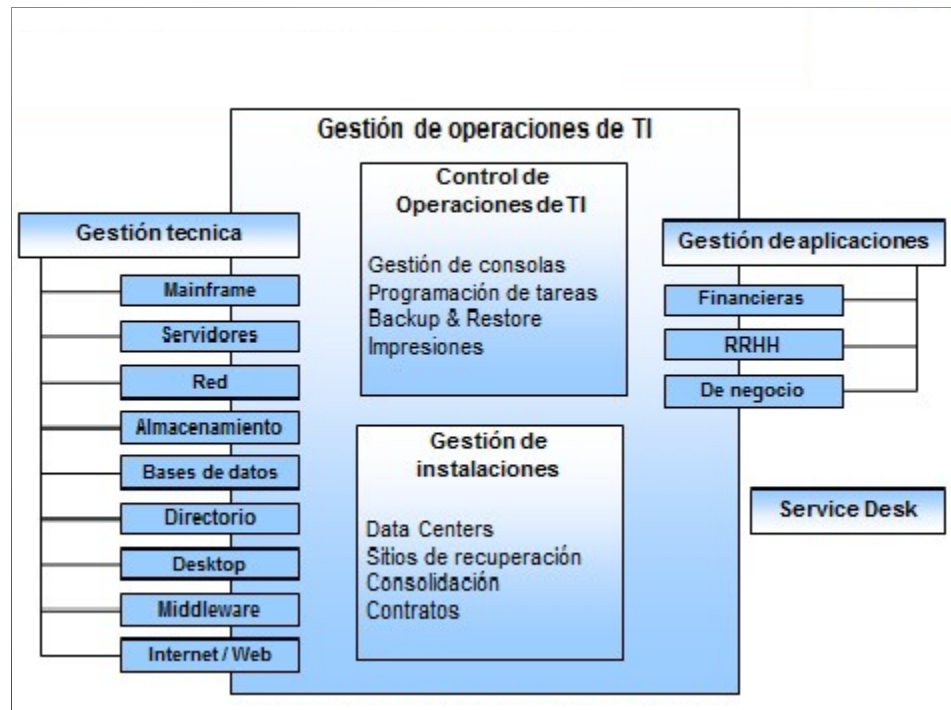 Gestión de operaciones de TI
Control de
Operaciones de TI
Gestión de consolas
Programación de tareas
Backup & Restore
Impresiones
Gestión tecnica
Mainframe
Servidores
Red
Almacenamiento
Bases de datos
Directorio
Desktop
Middleware
Internet / Web
Gestión de
instalaciones
Data Centers
Sitios de recuperación
Consolidación
Contratos
Gestión de aplicaciones
Financieras
RRHH
De negocio
Service Desk